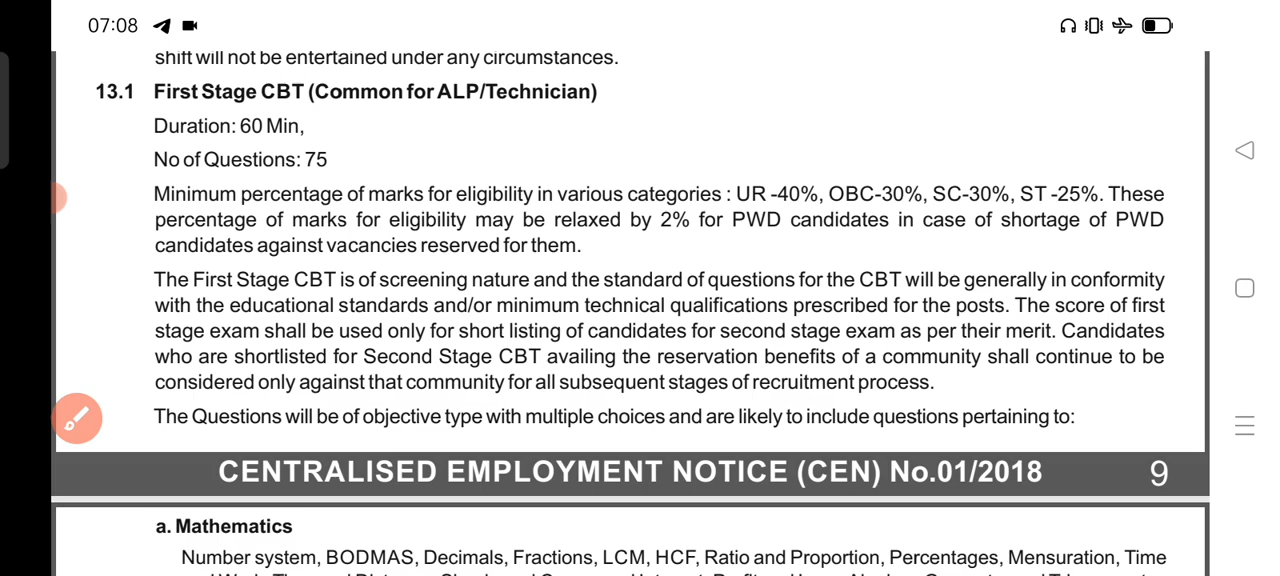 07:08
shift will not be entertained under any circumstances.
13.1 First Stage CBT (Common for ALP/Technician)
Duration: 60 Min,
No of Questions: 75
Minimum percentage of marks for eligibility in various categories : UR -40%, OBC-30%, SC-30%, ST -25%. These
percentage of marks for eligibility may be relaxed by 2% for PWD candidates in case of shortage of PWD
candidates against vacancies reserved for them.
The First Stage CBT is of screening nature and the standard of questions for the CBT will be generally in conformity
with the educational standards and/or minimum technical qualifications prescribed for the posts. The score of first
stage exam shall be used only for short listing of candidates for second stage exam as per their merit. Candidates
who are shortlisted for Second Stage CBT availing the reservation benefits of a community shall continue to be
considered only against that community for all subsequent stages of recruitment process.
The Questions will be of objective type with multiple choices and are likely to include questions pertaining to:
CENTRALISED EMPLOYMENT NOTICE (CEN) No.01/2018 9
a. Mathematics
Number system, BODMAS, Decimals, Fractions, LCM, HCF, Ratio and Proportion, Percentages, Mensuration, Time